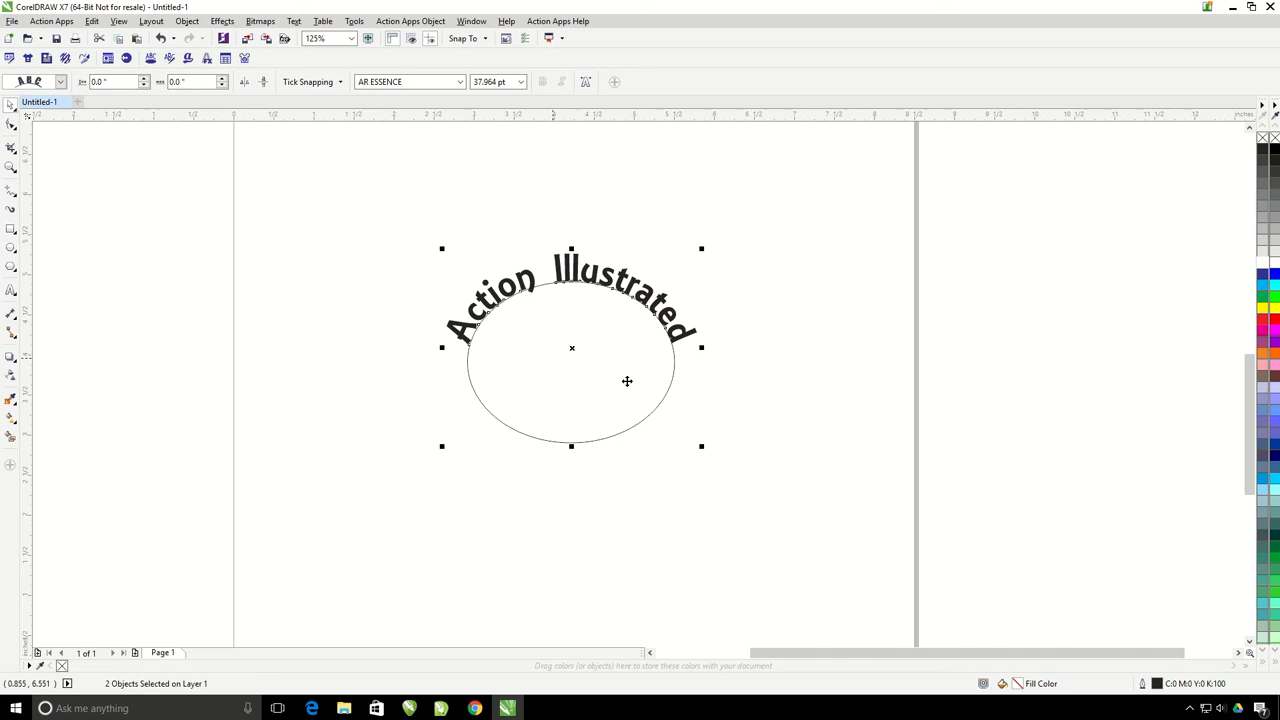 CorelDRAW X7 (64-Bit Not for resale) - Untitled-1
File Action Apps Edit View Layout Object Effects Bitmaps Text Table Tools Action Apps Object Window Help Action Apps Help
125% Snap To
0.0 " 0.0 " Tick Snapping AR ESSENCE 37.964 pt
Untitled-1
inches
Action Illustrated
1 of 1 Page 1
Drag colors (or objects) here to store these colors with your document
( 0.855, 6.551 ) 2 Objects Selected on Layer 1 Fill Color C:0 M:0 Y:0 K:100
Ask me anything